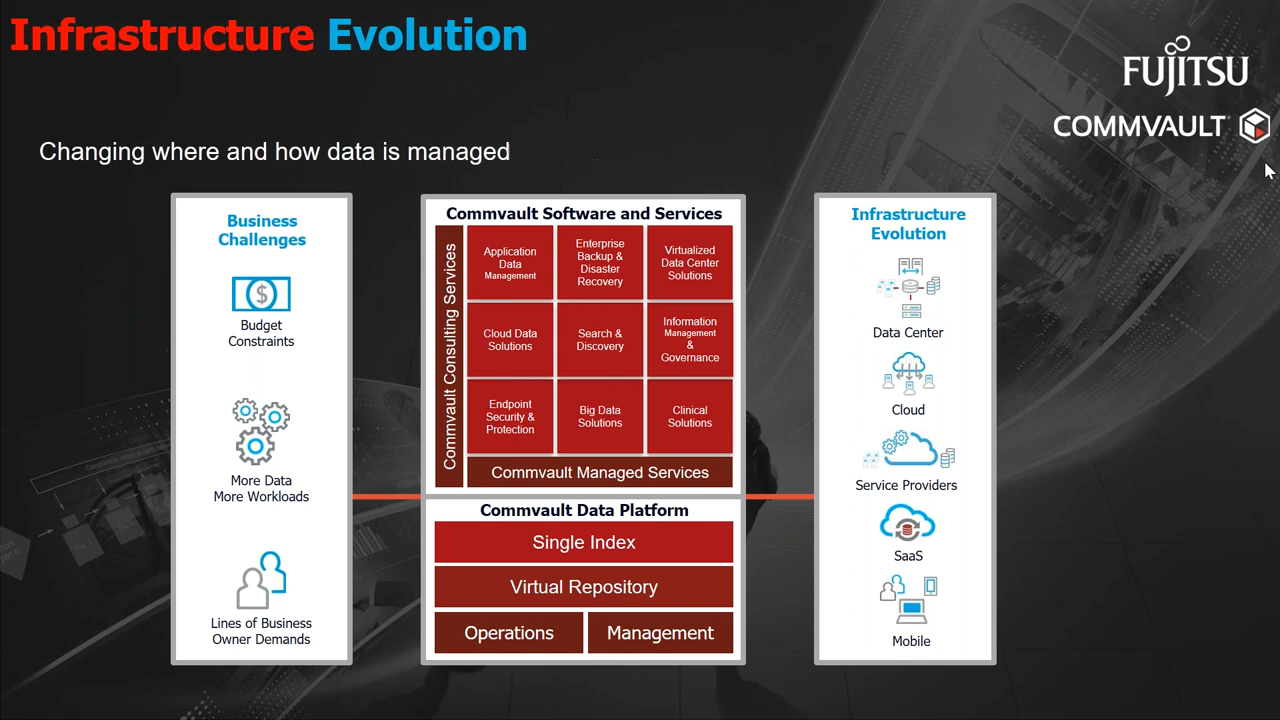 Infrastructure Evolution
FUJITSU
COMMVAULT
Changing where and how data is managed
Business
Challenges
Budget
Constraints
More Data
More Workloads
Lines of Business
Owner Demands
Commvault Software and Services
Commvault Consulting Services
Application
Data
Management
Enterprise
Backup &
Disaster
Recovery
Virtualized
Data Center
Solutions
Cloud Data
Solutions
Search &
Discovery
Information
Management
&
Governance
Endpoint
Security &
Protection
Big Data
Solutions
Clinical
Solutions
Commvault Managed Services
Commvault Data Platform
Single Index
Virtual Repository
Operations
Management
Infrastructure
Evolution
Data Center
Cloud
Service Providers
SaaS
Mobile